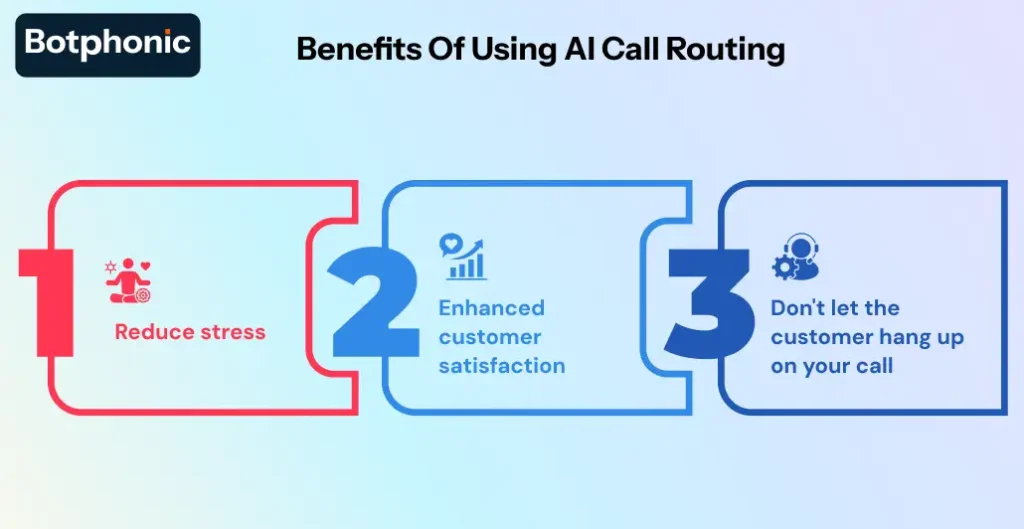 Botphonic
Benefits Of Using AI Call Routing
1
Reduce stress
2
Enhanced
customer
satisfaction
3
Don't let the
customer hang up
on your call